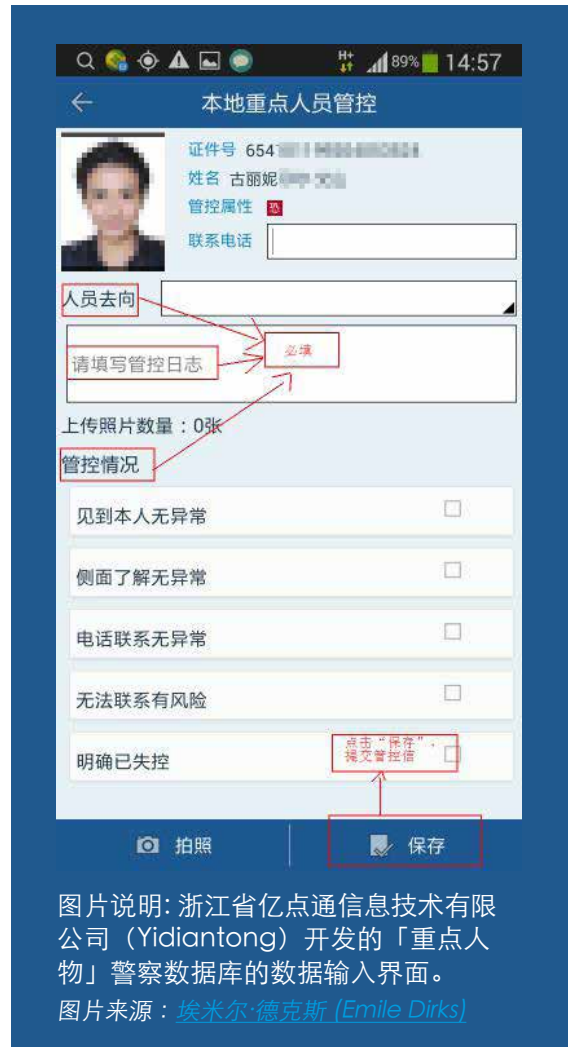 H+ 89% 14:57
本地重点人员管控
证件号 654
姓名 古丽妮
管控属性 恐
联系电话
人员去向
必填
请填写管控日志
上传照片数量：0张
管控情况
见到本人无异常
侧面了解无异常
电话联系无异常
无法联系有风险
点击“保存”，
提交管控信
明确已失控
拍照 保存
图片说明: 浙江省亿点通信息技术有限
公司（Yidiantong）开发的「重点人
物」警察数据库的数据输入界面。
图片来源：埃米尔·德克斯 (Emile Dirks)